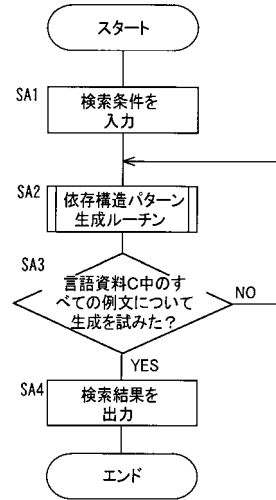 スタート
SA1
検索条件を
入力
SA2
依存構造パターン
生成ルーチン
SA3
言語資料C中のす
べての例文について
生成を試みた？
NO
YES
SA4
検索結果を
出力
エンド